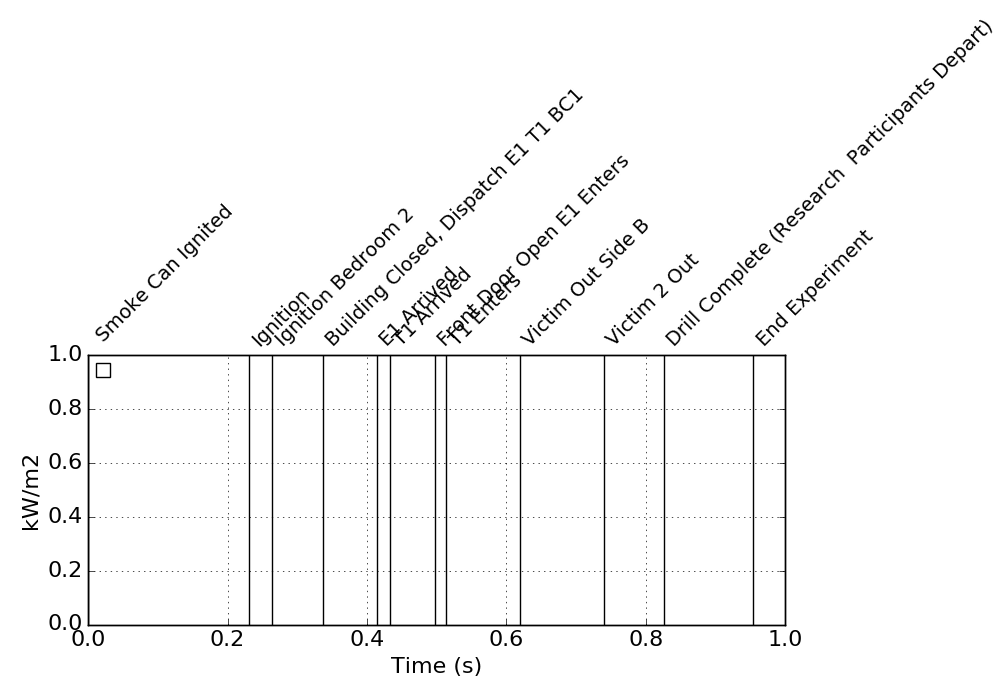 Smoke Can Ignited
Ignition
Ignition Bedroom 2
Building Closed, Dispatch E1 T1 BC1
E1 Arrived
T1 Arrived
Front Door Open E1 Enters
T1 Enters
Victim Out Side B
Victim 2 Out
Drill Complete (Research  Participants Depart)
End Experiment
1.0
0.8
0.6
0.4
0.2
0.0
kW/m2
0.0 0.2 0.4 0.6 0.8 1.0
Time (s)